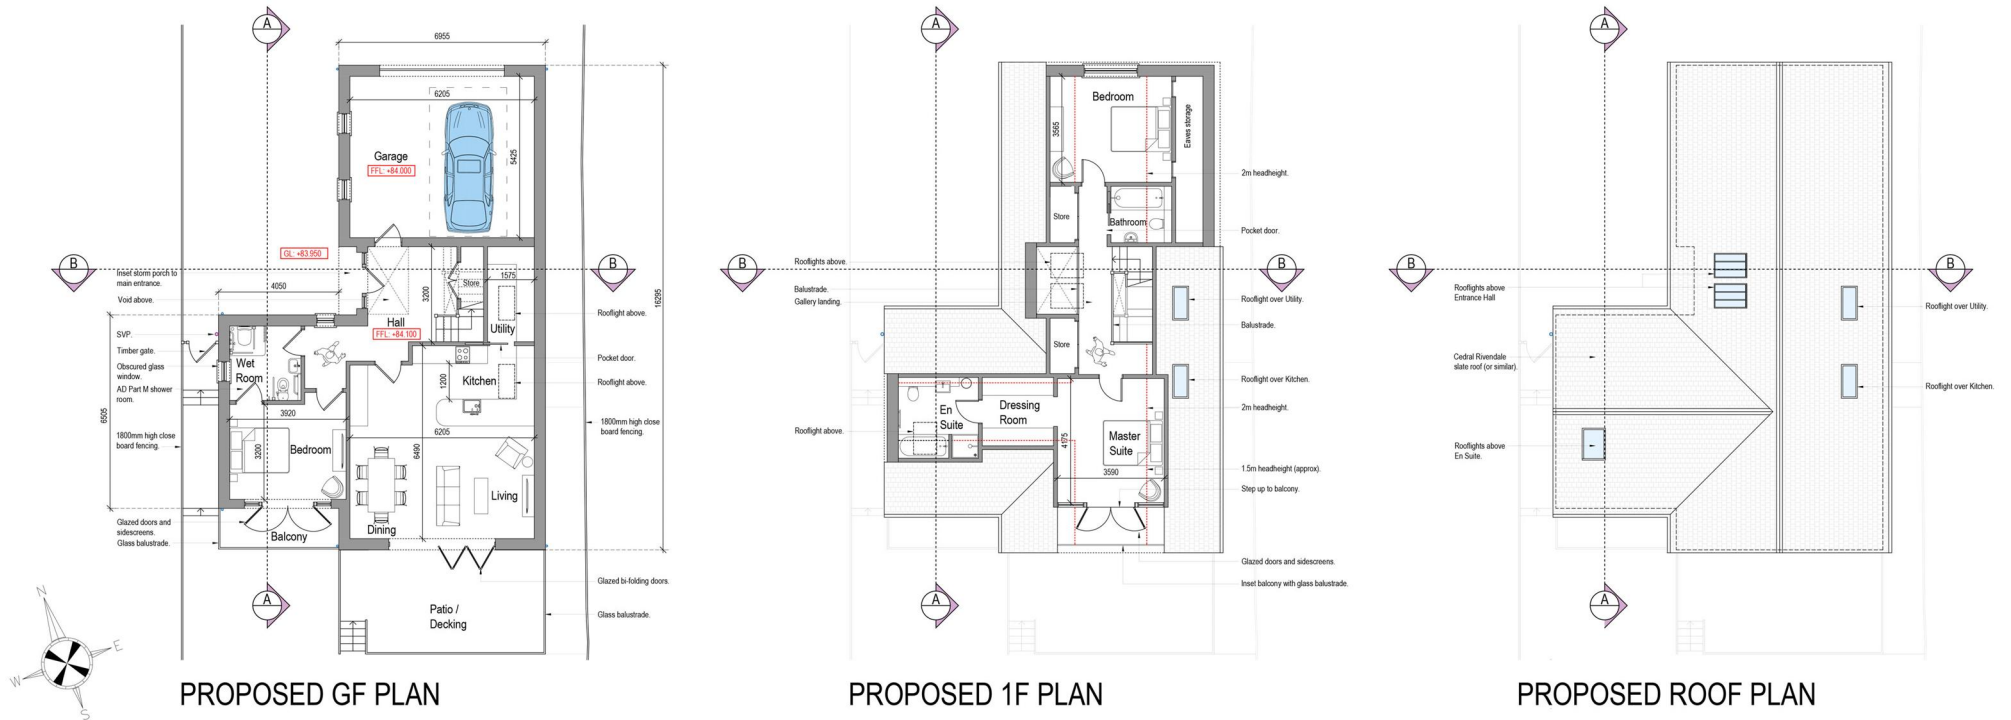 A
6955
6205
Garage
FFL: +84.000
5425
GL: +83.950
B
B
Inset storm porch to
main entrance.
4050
Void above.
Store
1575
3200
16295
Hall
FFL: +84.100
Utility
Rooflight above.
SVP.
Timber gate.
Obscured glass
window.
AD Part M shower
room.
Wet
Room
Pocket door.
Kitchen
1200
Rooflight above.
6505
3920
1800mm high close
board fencing.
6205
1800mm high close
board fencing.
Bedroom
3200
6490
Living
Dining
Glazed doors and
sidescreens.
Glass balustrade.
Balcony
Glazed bi-folding doors.
A
Patio /
Decking
Glass balustrade.
N
E
W
S
PROPOSED GF PLAN
A
Bedroom
3565
Eaves storage
2m headheight.
Store
Bathroom
Pocket door.
B
B
Rooflights above.
Balustrade.
Gallery landing.
Rooflight over Utility.
Balustrade.
Store
Rooflight over Kitchen.
En
Suite
Dressing
Room
2m headheight.
Rooflight above.
Master
Suite
4175
3590
1.5m headheight (approx).
Step up to balcony.
Glazed doors and sidescreens.
Inset balcony with glass balustrade.
A
PROPOSED 1F PLAN
A
B
B
Rooflights above
Entrance Hall
Rooflight over Utility.
Cedral Rivendale
slate roof (or similar).
Rooflight over Kitchen.
Rooflights above
En Suite.
A
PROPOSED ROOF PLAN